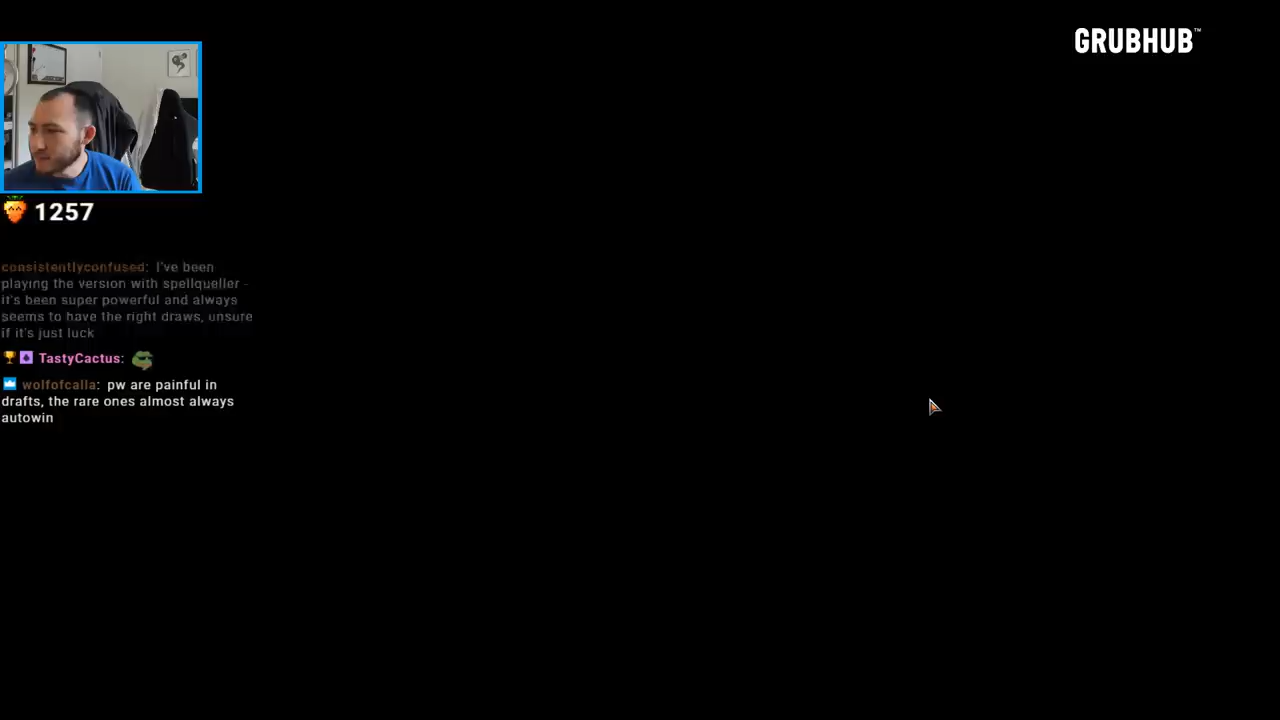 GRUBHUB™
1257
consistentlyconfused: I've been
playing the version with spellqueller -
it's been super powerful and always
seems to have the right draws, unsure
if it's just luck
TastyCactus:
wolfofcalla: pw are painful in
drafts, the rare ones almost always
autowin